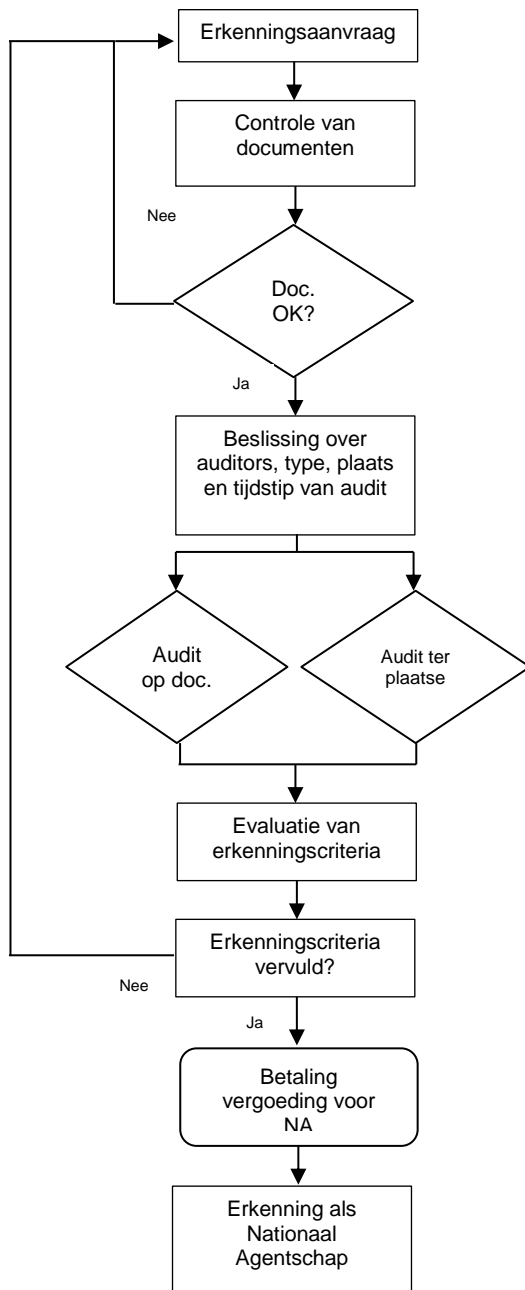 Erkenningsaanvraag
Controle van
documenten
Nee
Doc.
OK?
Ja
Beslissing over
auditors, type, plaats
en tijdstip van audit
Audit
op doc.
Audit ter
plaatse
Evaluatie van
erkenningscriteria
Erkenningscriteria
vervuld?
Nee
Ja
Betaling
vergoeding voor
NA
Erkenning als
Nationaal
Agentschap